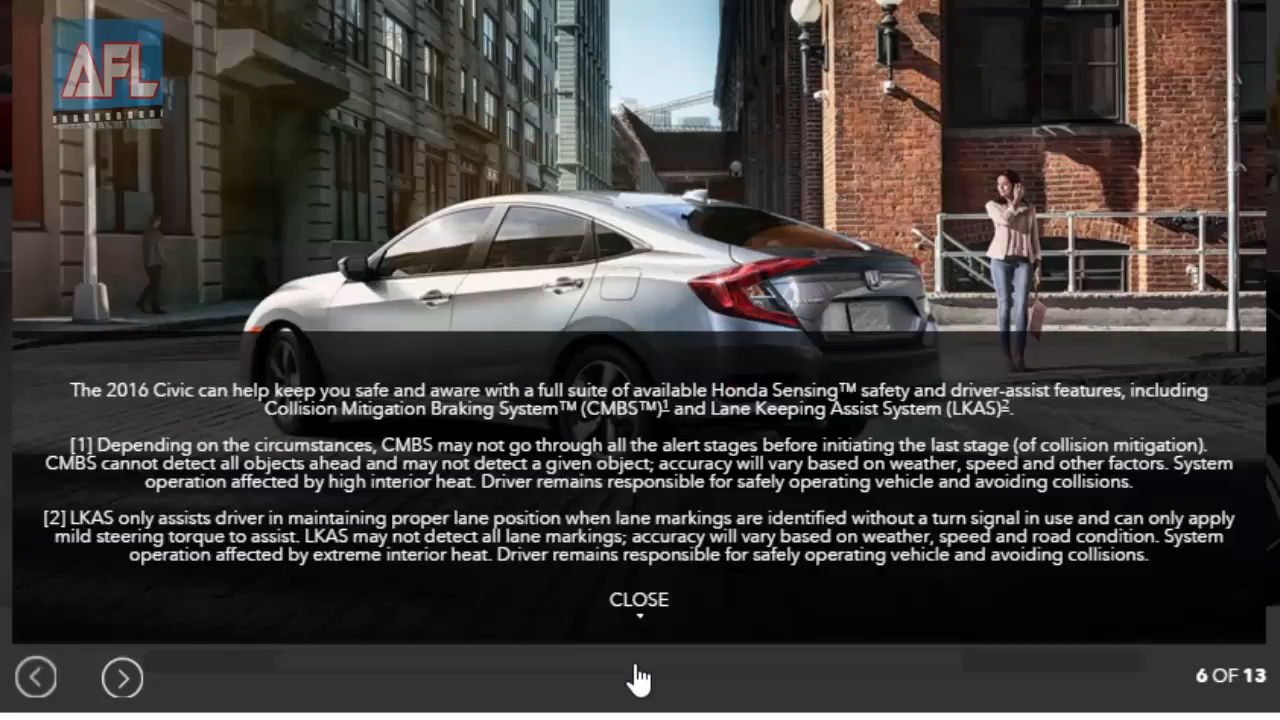 AFL
The 2016 Civic can help keep you safe and aware with a full suite of available Honda Sensing™ safety and driver-assist features, including
Collision Mitigation Braking System™ (CMBS™)1 and Lane Keeping Assist System (LKAS)2.
[1] Depending on the circumstances, CMBS may not go through all the alert stages before initiating the last stage (of collision mitigation).
CMBS cannot detect all objects ahead and may not detect a given object; accuracy will vary based on weather, speed and other factors. System
operation affected by high interior heat. Driver remains responsible for safely operating vehicle and avoiding collisions.
[2] LKAS only assists driver in maintaining proper lane position when lane markings are identified without a turn signal in use and can only apply
mild steering torque to assist. LKAS may not detect all lane markings; accuracy will vary based on weather, speed and road condition. System
operation affected by extreme interior heat. Driver remains responsible for safely operating vehicle and avoiding collisions.
CLOSE
6 OF 13